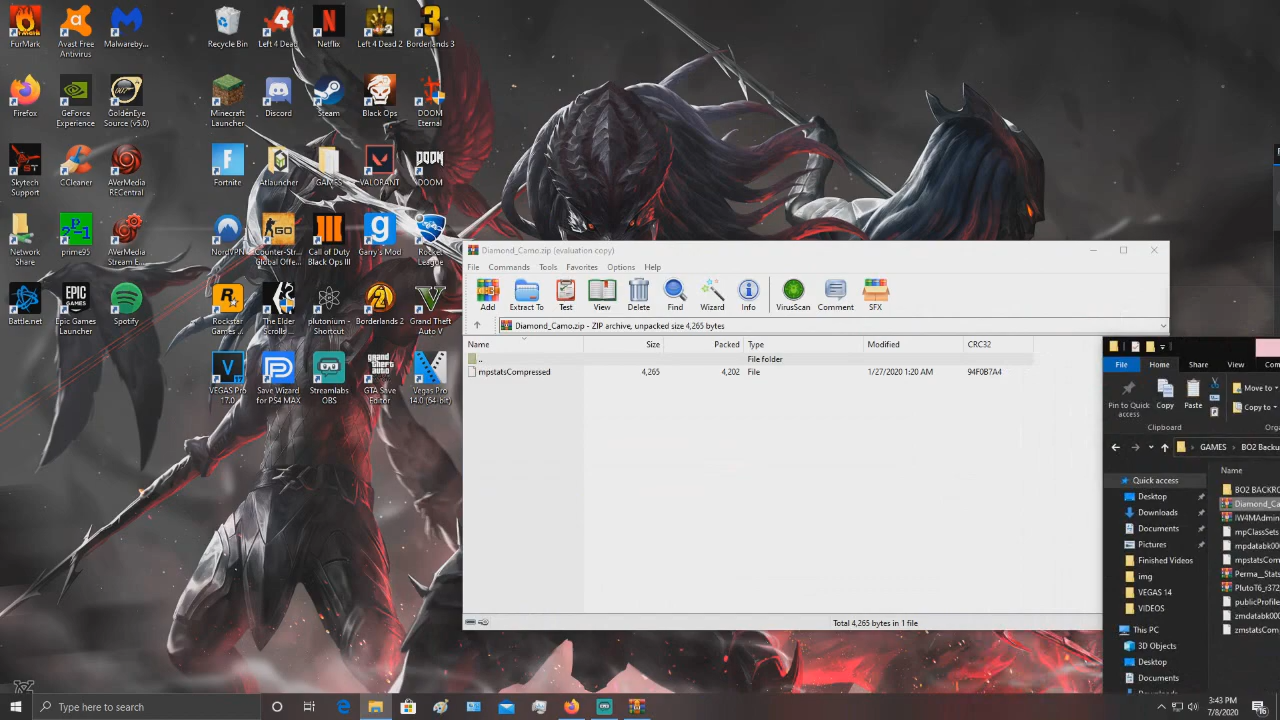 FurMark
Avast Free
Antivirus
Malwareby...
Recycle Bin
Left 4 Dead
Netflix
Left 4 Dead 2
Borderlands 3
Firefox
GeForce
Experience
GoldenEye
Source (v5.0)
Minecraft
Launcher
Discord
Steam
Black Ops
DOOM
Eternal
Skytech
Support
CCleaner
AVerMedia
RECentral
Fortnite
Atlauncher
GAMES
VALORANT
DOOM
Network
Share
prime95
AVerMedia
Stream E...
NordVPN
Counter-Str...
Global Offe...
Call of Duty
Black Ops III
Garry's Mod
Rocket
League
Battle.net
Epic Games
Launcher
Spotify
Rockstar
Games ...
The Elder
Scrolls ...
plutonium -
Shortcut
Borderlands 2
Grand Theft
Auto V
VEGAS Pro
17.0
Save Wizard
for PS4 MAX
Streamlabs
OBS
GTA Save
Editor
Vegas Pro
14.0 (64-bit)
Diamond_Camo.zip (evaluation copy)
File Commands Tools Favorites Options Help
Add Extract To Test View Delete Find Wizard Info VirusScan Comment SFX
Diamond_Camo.zip - ZIP archive, unpacked size 4,265 bytes
Name Size Packed Type Modified CRC32
.. File folder
mpstatsCompressed 4,265 4,202 File 1/27/2020 1:20 AM 94F0B7A4
Total 4,265 bytes in 1 file
File Home Share View
Pin to Quick
access
Copy
Paste
Move to
Copy to
Clipboard
GAMES
Name
Quick access
Desktop
Downloads
Documents
Pictures
Finished Videos
img
VEGAS 14
VIDEOS
This PC
3D Objects
Desktop
Documents
Type here to search
3:43 PM
7/8/2020